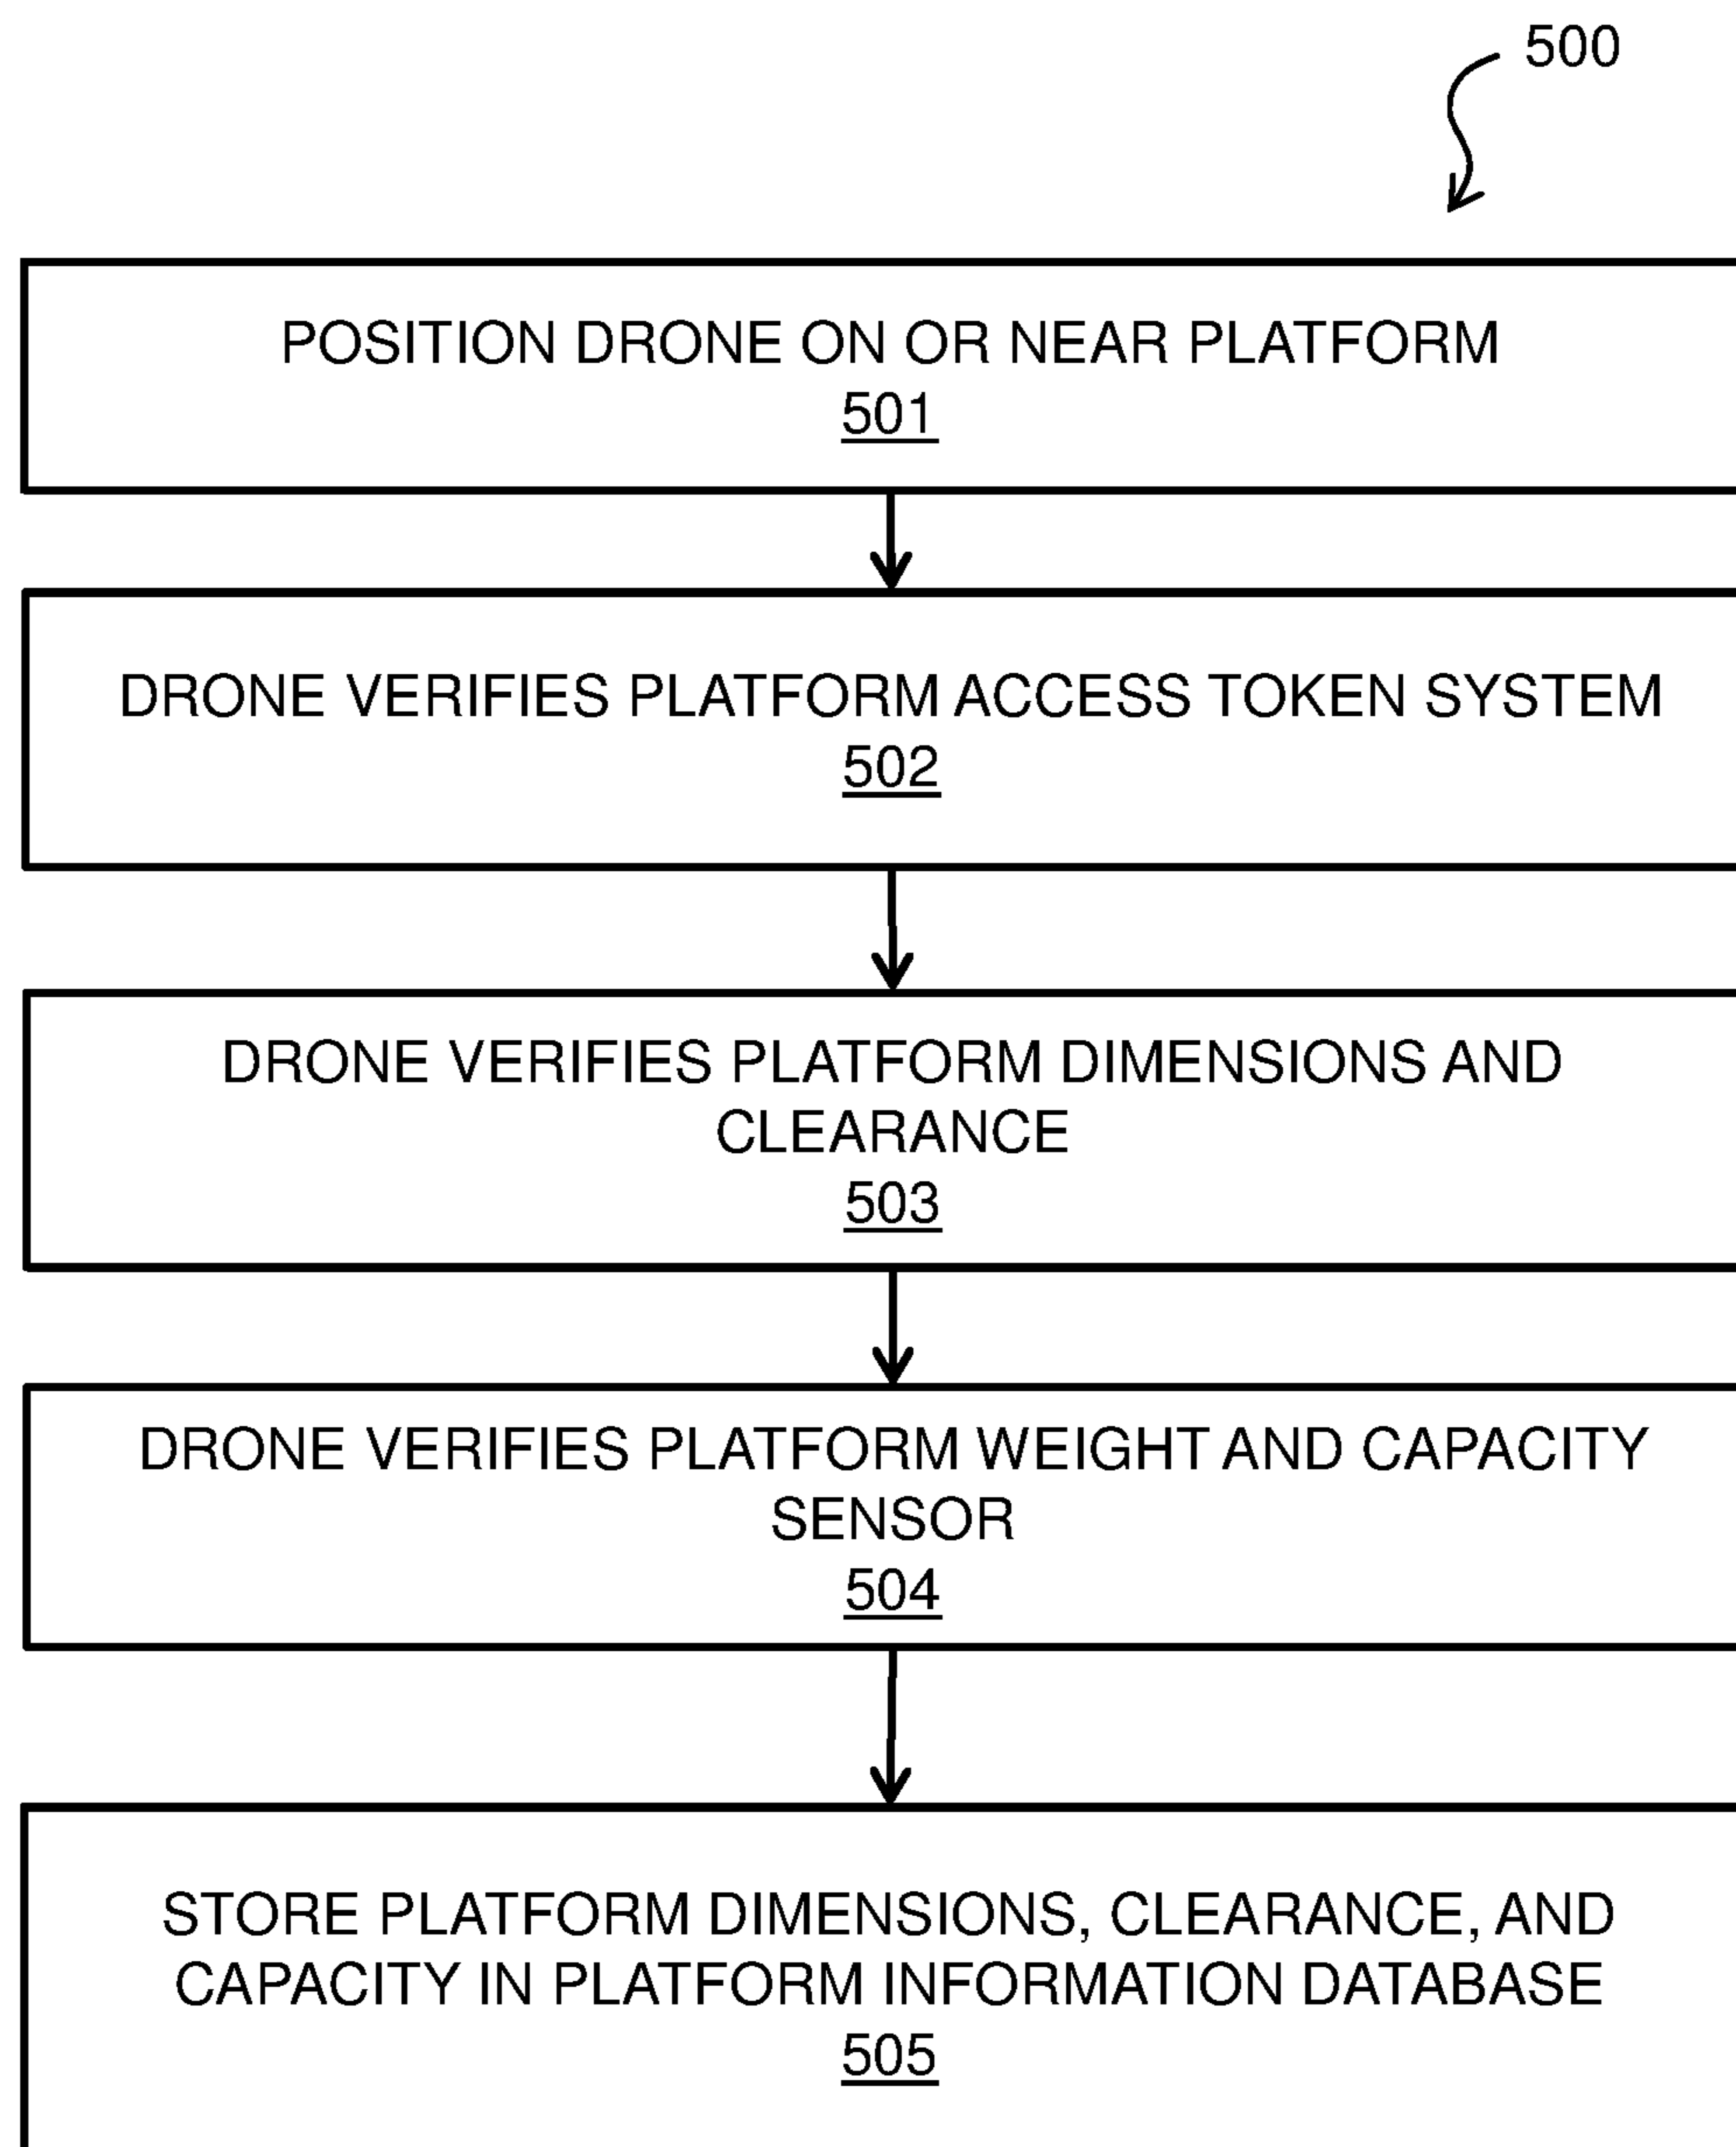 500
POSITION DRONE ON OR NEAR PLATFORM
501
DRONE VERIFIES PLATFORM ACCESS TOKEN SYSTEM
502
DRONE VERIFIES PLATFORM DIMENSIONS AND
CLEARANCE
503
DRONE VERIFIES PLATFORM WEIGHT AND CAPACITY
SENSOR
504
STORE PLATFORM DIMENSIONS, CLEARANCE, AND
CAPACITY IN PLATFORM INFORMATION DATABASE
505